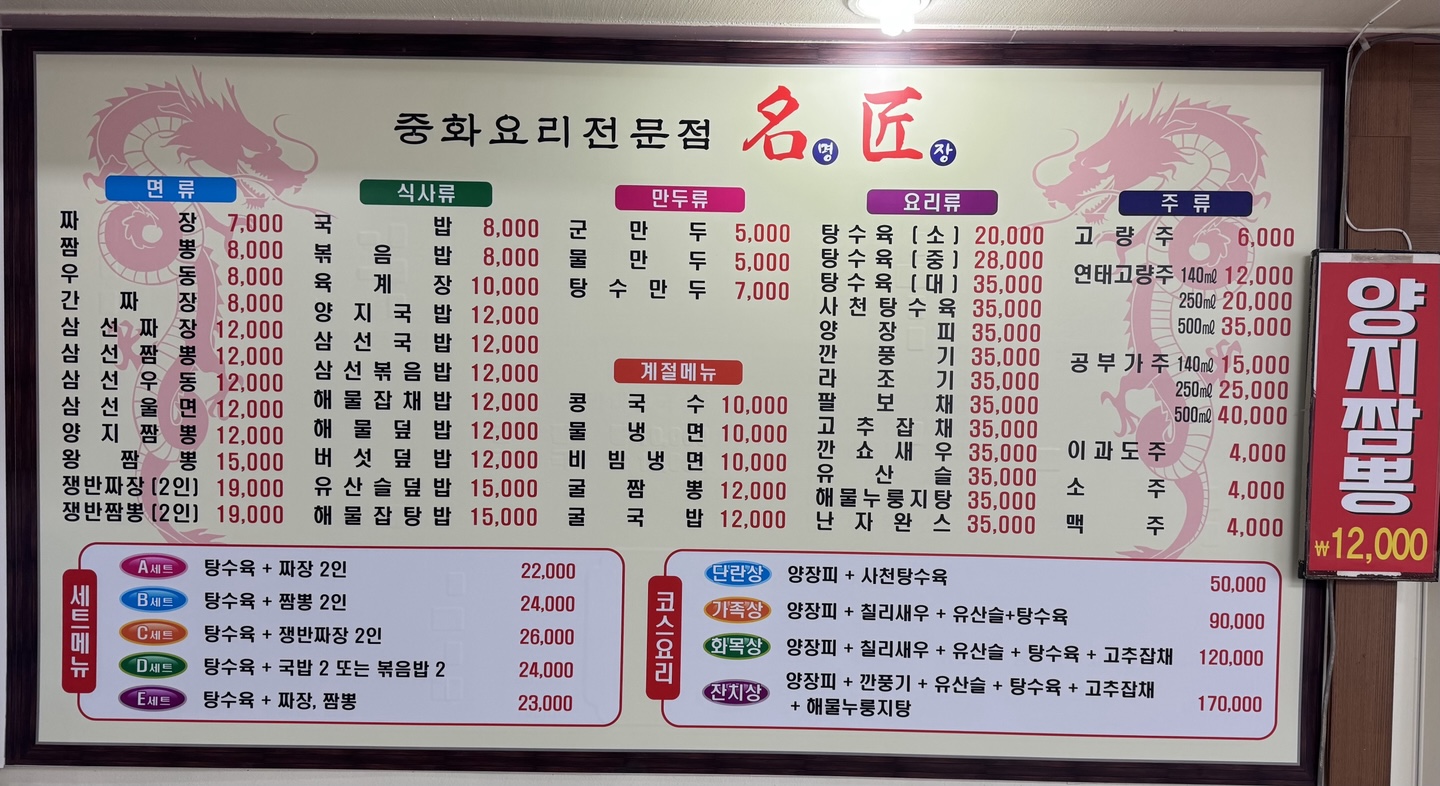 중화요리전문점 名명 匠장
면 류
짜 장 7,000
짬 뽕 8,000
우 동 8,000
간 짜 장 8,000
삼 선 짜 장 12,000
삼 선 짬 뽕 12,000
삼 선 우 동 12,000
삼 선 울 면 12,000
양 지 짬 뽕 12,000
왕 짬 뽕 15,000
쟁반짜장 (2인) 19,000
쟁반짬뽕 (2인) 19,000
식사류
국 밥 8,000
볶 음 밥 8,000
육 계 장 10,000
양 지 국 밥 12,000
삼 선 국 밥 12,000
삼 선 볶 음 밥 12,000
해 물 잡 채 밥 12,000
해 물 덮 밥 12,000
버 섯 덮 밥 12,000
유 산 슬 덮 밥 15,000
해 물 잡 탕 밥 15,000
만두류
군 만 두 5,000
물 만 두 5,000
탕 수 만 두 7,000
계절메뉴
콩 국 수 10,000
물 냉 면 10,000
비 빔 냉 면 10,000
굴 짬 뽕 12,000
굴 국 밥 12,000
요리류
탕 수 육 (소) 20,000
탕 수 육 (중) 28,000
탕 수 육 (대) 35,000
사 천 탕 수 육 35,000
양 장 피 35,000
깐 풍 기 35,000
라 조 기 35,000
팔 보 채 35,000
고 추 잡 채 35,000
깐 쇼 새 우 35,000
유 산 슬 35,000
해물누룽지탕 35,000
난 자 완 스 35,000
주 류
고 량 주 6,000
연태고량주 140㎖ 12,000
250㎖ 20,000
500㎖ 35,000
공 부 가 주 140㎖ 15,000
250㎖ 25,000
500㎖ 40,000
이 과 도 주 4,000
소 주 4,000
맥 주 4,000
세트메뉴
A세트 탕수육 + 짜장 2인 22,000
B세트 탕수육 + 짬뽕 2인 24,000
C세트 탕수육 + 쟁반짜장 2인 26,000
D세트 탕수육 + 국밥 2 또는 볶음밥 2 24,000
E세트 탕수육 + 짜장, 짬뽕 23,000
코스요리
단란상 양장피 + 사천탕수육 50,000
가족상 양장피 + 칠리새우 + 유산슬+탕수육 90,000
화목상 양장피 + 칠리새우 + 유산슬 + 탕수육 + 고추잡채 120,000
잔치상 양장피 + 깐풍기 + 유산슬 + 탕수육 + 고추잡채
+ 해물누룽지탕 170,000
양지짬뽕
₩12,000